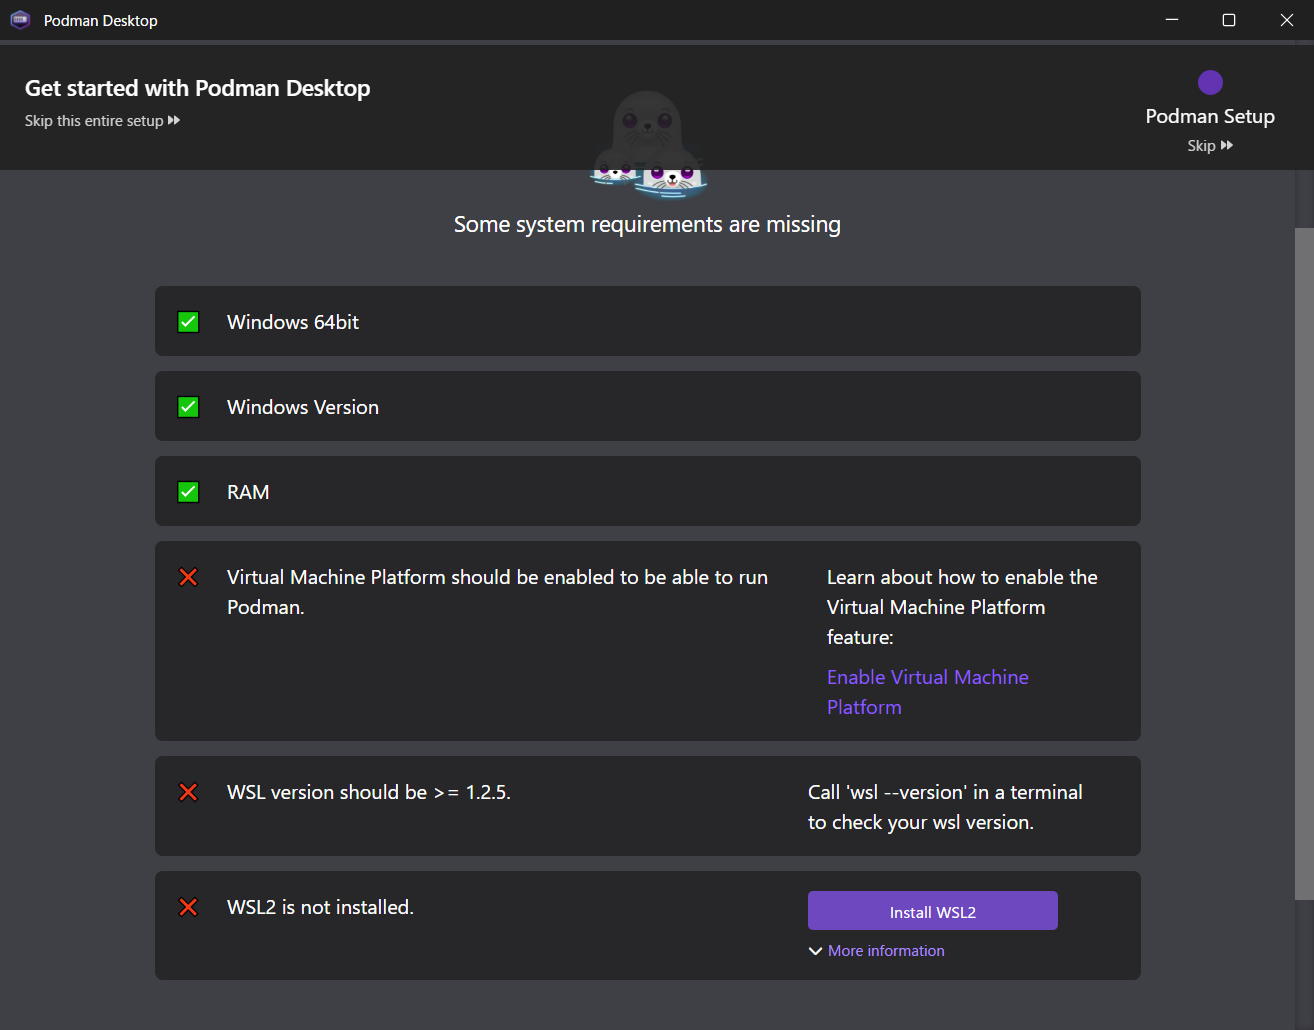 Podman Desktop
Get started with Podman Desktop
Skip this entire setup
Podman Setup
Skip
Some system requirements are missing
Windows 64bit
Windows Version
RAM
Virtual Machine Platform should be enabled to be able to run
Podman.
Learn about how to enable the
Virtual Machine Platform
feature:
Enable Virtual Machine
Platform
WSL version should be >= 1.2.5.
Call 'wsl --version' in a terminal
to check your wsl version.
WSL2 is not installed.
Install WSL2
More information